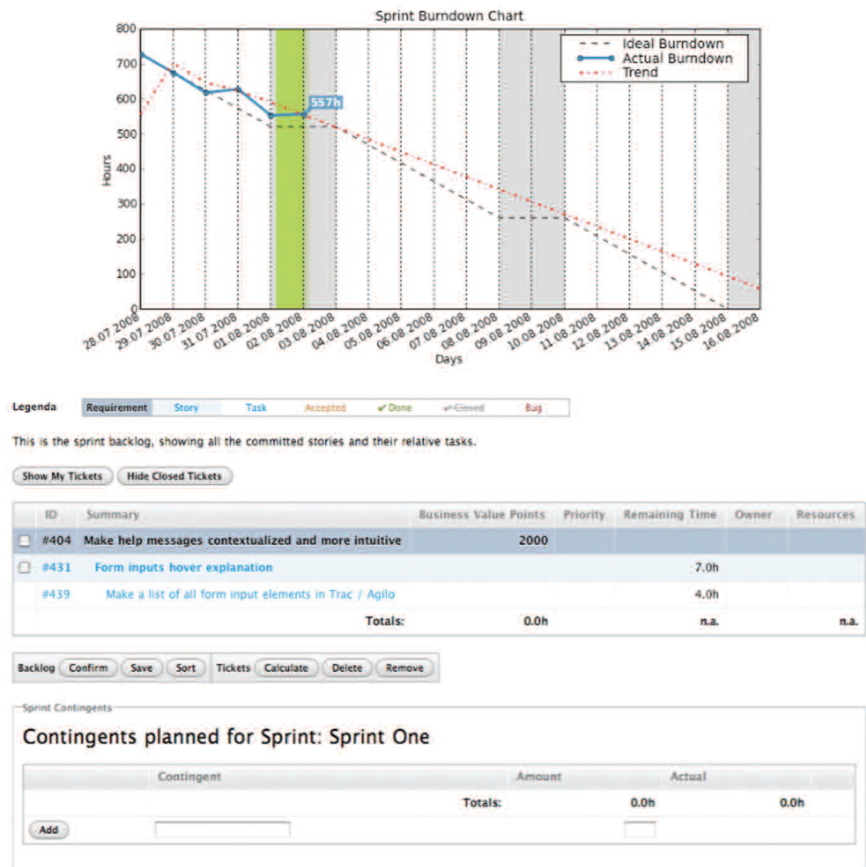 Sprint Burndown Chart
800
700
600
500
400
300
200
100
0
Hours
Ideal Burndown
Actual Burndown
Trend
557h
28.07.2008
29.07.2008
30.07.2008
31.07.2008
01.08.2008
02.08.2008
03.08.2008
04.08.2008
05.08.2008
06.08.2008
07.08.2008
08.08.2008
09.08.2008
10.08.2008
11.08.2008
12.08.2008
13.08.2008
14.08.2008
15.08.2008
16.08.2008
Days
Legenda Requirement Story Task Accepted ✔Done ✔Closed Bug
This is the sprint backlog, showing all the committed stories and their relative tasks.
Show My Tickets Hide Closed Tickets
ID Summary Business Value Points Priority Remaining Time Owner Resources
#404 Make help messages contextualized and more intuitive 2000
#431 Form inputs hover explanation 7.0h
#439 Make a list of all form input elements in Trac / Agilo 4.0h
Totals: 0.0h n.a. n.a.
Backlog Confirm Save Sort Tickets Calculate Delete Remove
Sprint Contingents
Contingents planned for Sprint: Sprint One
Contingent Amount Actual
Totals: 0.0h 0.0h
Add